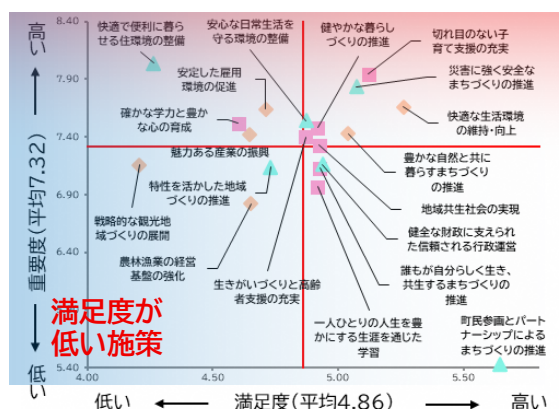 高い
↑
重要度(平均7.32)
↓
低い
8.40
7.90
7.40
6.90
6.40
5.40
快適で便利に暮ら
せる住環境の整備
安心な日常生活を
守る環境の整備
健やかな暮らし
づくりの推進
切れ目のない子
育て支援の充実
安定した雇用
環境の促進
災害に強く安全な
まちづくりの推進
確かな学力と豊か
な心の育成
快適な生活環境
の維持・向上
魅力ある産業の振興
豊かな自然と共に
暮らすまちづくり
の推進
特性を活かした地域
づくりの推進
地域共生社会の実現
戦略的な観光地
域づくりの展開
健全な財政に支えられ
た信頼される行政運営
農林漁業の経営
基盤の強化
生きがいづくりと高齢
者支援の充実
誰もが自分らしく生き、
共生するまちづくりの
推進
満足度が
低い施策
一人ひとりの人生を豊
かにする生涯を通じた
学習
町民参画とパート
ナーシップによる
まちづくりの推進
4.00
4.50
5.00
5.50
低い ← 満足度(平均4.86) → 高い